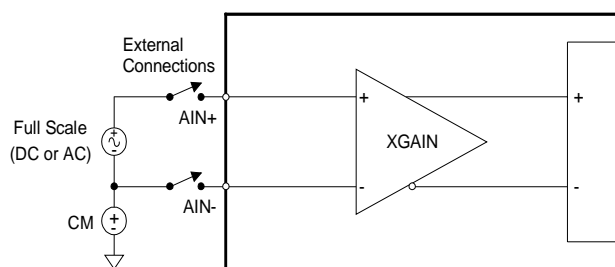 External
Connections
AIN+
Full Scale
(DC or AC)
+
-
AIN-
CM
+
-
+
XGAIN
-
+
-